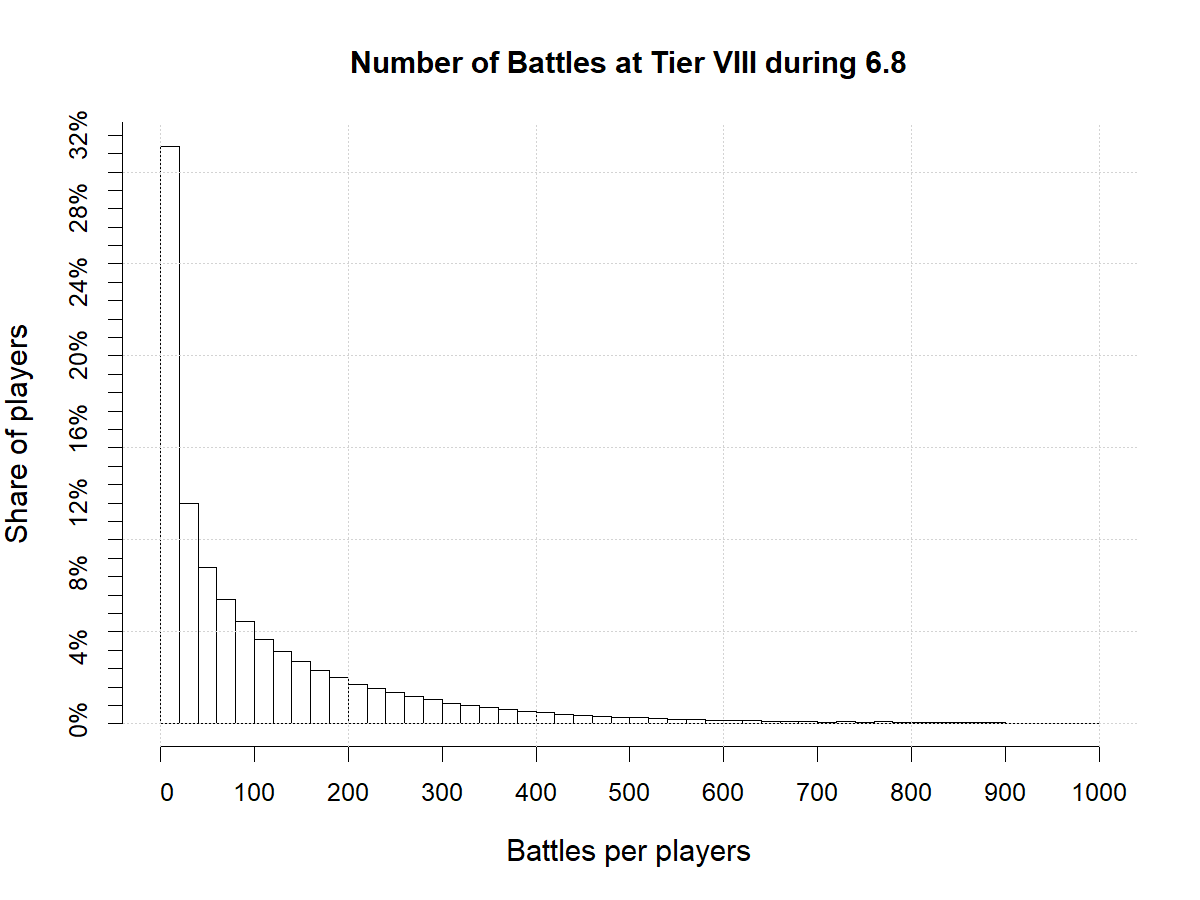 Number of Battles at Tier VIII during 6.8
Share of players
32%
28%
24%
20%
16%
12%
8%
4%
0%
0 100 200 300 400 500 600 700 800 900 1000
Battles per players